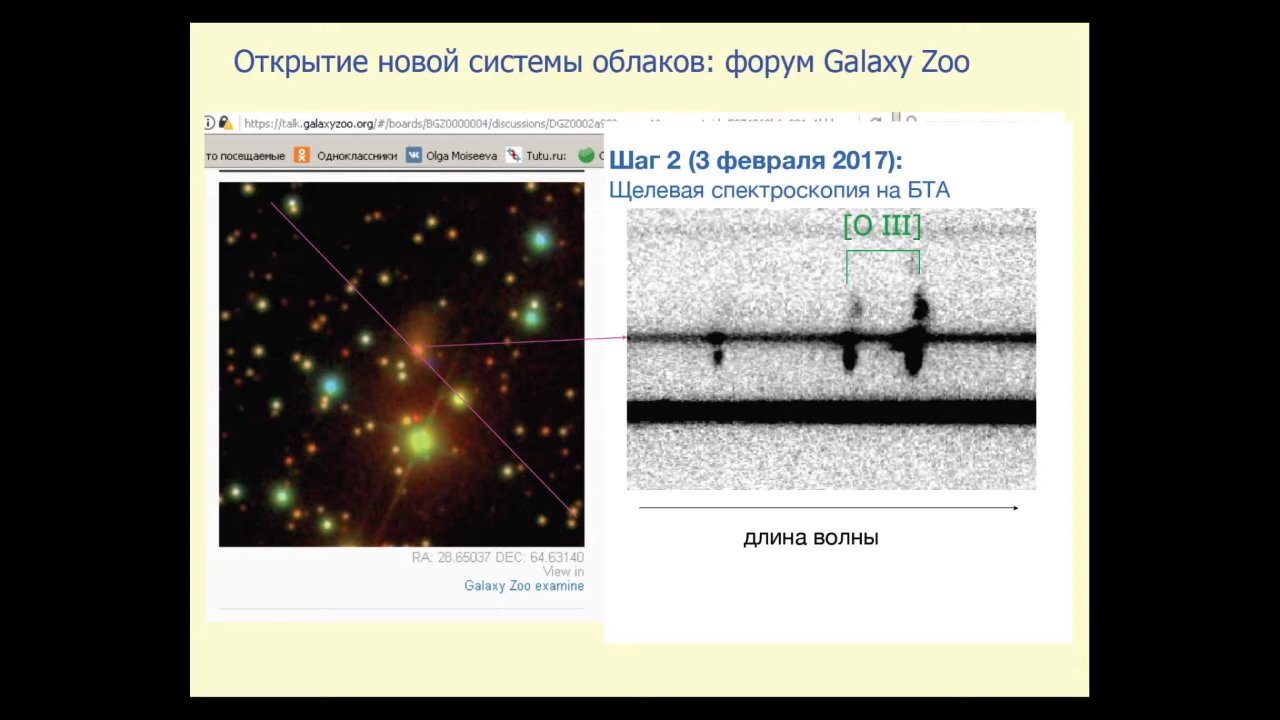 Открытие новой системы облаков: форум Galaxy Zoo
https://talk.galaxyzoo.org/#/boards/BGZ0000004/discussions/
то посещаемые Одноклассники Olga Moiseeva Tutu.ru:
Шаг 2 (3 февраля 2017):
Щелевая спектроскопия на БТА
[O III]
длина волны
RA: 28.65037 DEC: 64.63140
View in
Galaxy Zoo examine